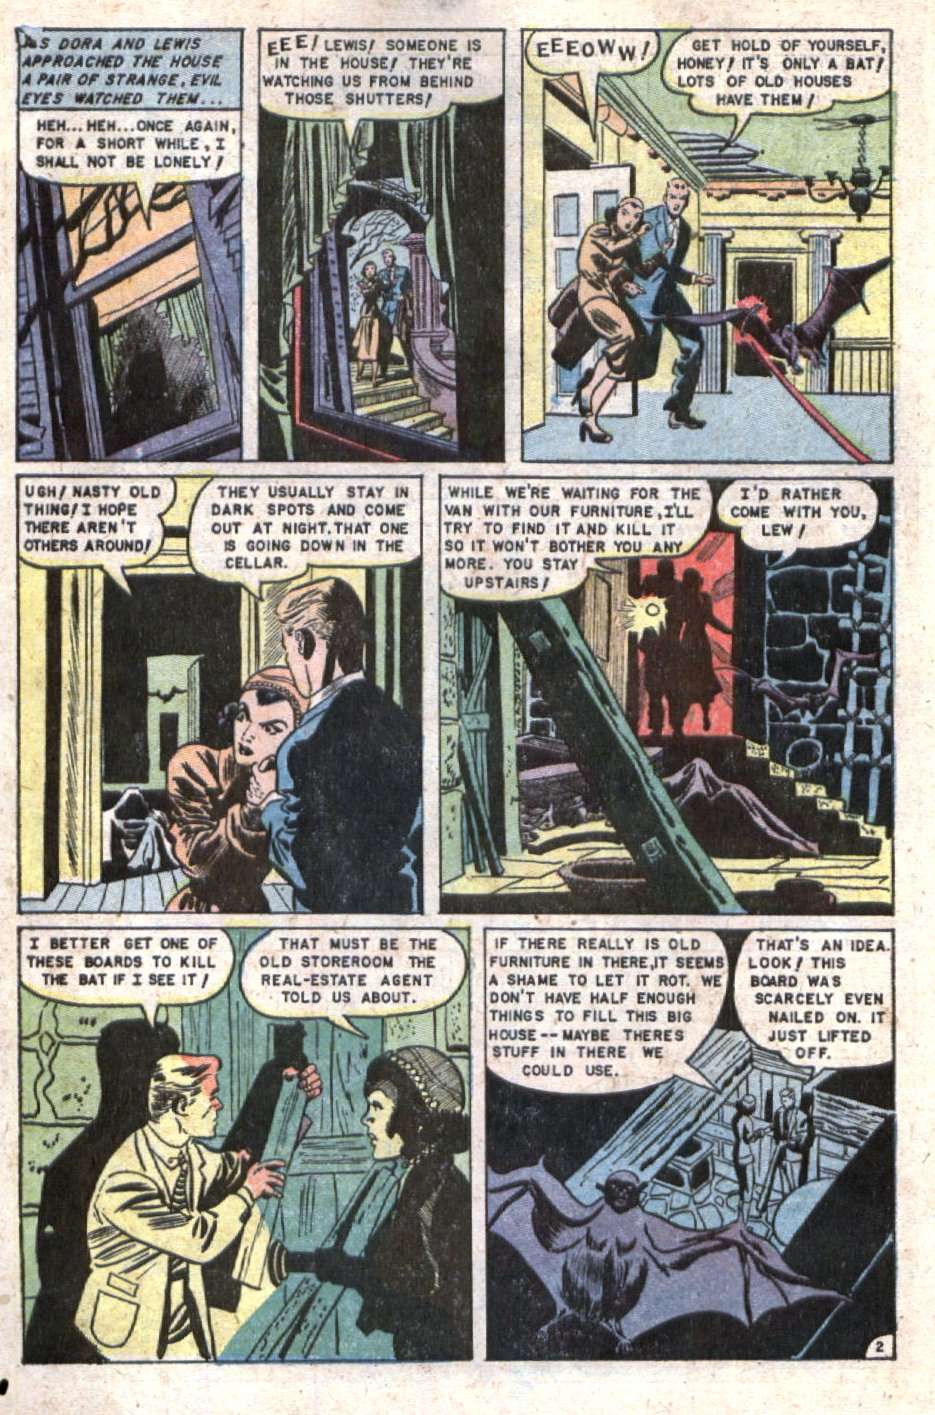 AS DORA AND LEWIS
APPROACHED THE HOUSE
A PAIR OF STRANGE, EVIL
EYES WATCHED THEM...
HEH...HEH...ONCE AGAIN,
FOR A SHORT WHILE, I
SHALL NOT BE LONELY!
EEE! LEWIS! SOMEONE IS
IN THE HOUSE! THEY'RE
WATCHING US FROM BEHIND
THOSE SHUTTERS!
EEEOWW!
GET HOLD OF YOURSELF,
HONEY! IT'S ONLY A BAT!
LOTS OF OLD HOUSES
HAVE THEM!
UGH! NASTY OLD
THING! I HOPE
THERE AREN'T
OTHERS AROUND!
THEY USUALLY STAY IN
DARK SPOTS AND COME
OUT AT NIGHT. THAT ONE
IS GOING DOWN IN THE
CELLAR.
WHILE WE'RE WAITING FOR THE
VAN WITH OUR FURNITURE, I'LL
TRY TO FIND IT AND KILL IT
SO IT WON'T BOTHER YOU ANY
MORE. YOU STAY
UPSTAIRS!
I'D RATHER
COME WITH YOU,
LEW!
I BETTER GET ONE OF
THESE BOARDS TO KILL
THE BAT IF I SEE IT!
THAT MUST BE THE
OLD STOREROOM THE
REAL-ESTATE AGENT
TOLD US ABOUT.
IF THERE REALLY IS OLD
FURNITURE IN THERE, IT SEEMS
A SHAME TO LET IT ROT. WE
DON'T HAVE HALF ENOUGH
THINGS TO FILL THIS BIG
HOUSE -- MAYBE THERES
STUFF IN THERE WE
COULD USE.
THAT'S AN IDEA.
LOOK! THIS
BOARD WAS
SCARCELY EVEN
NAILED ON. IT
JUST LIFTED
OFF.
2